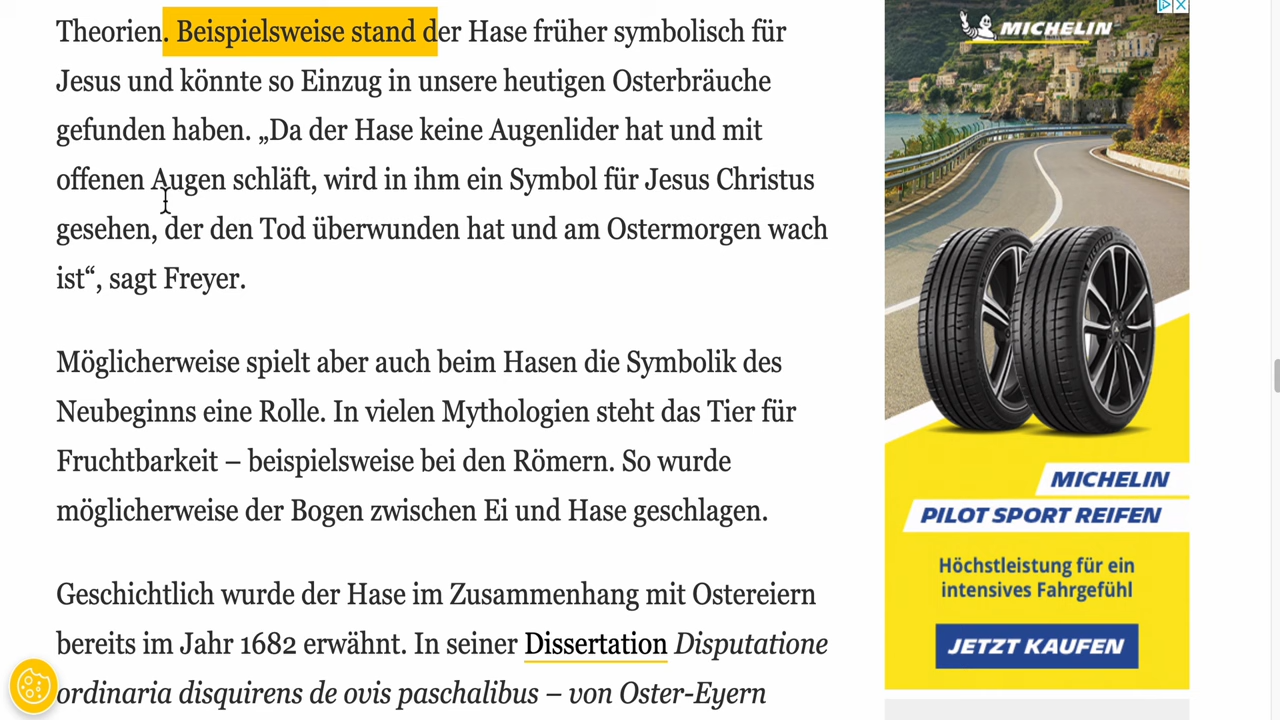 Theorien. Beispielsweise stand der Hase früher symbolisch für
Jesus und könnte so Einzug in unsere heutigen Osterbräuche
gefunden haben. „Da der Hase keine Augenlider hat und mit
offenen Augen schläft, wird in ihm ein Symbol für Jesus Christus
gesehen, der den Tod überwunden hat und am Ostermorgen wach
ist“, sagt Freyer.
Möglicherweise spielt aber auch beim Hasen die Symbolik des
Neubeginns eine Rolle. In vielen Mythologien steht das Tier für
Fruchtbarkeit – beispielsweise bei den Römern. So wurde
möglicherweise der Bogen zwischen Ei und Hase geschlagen.
Geschichtlich wurde der Hase im Zusammenhang mit Ostereiern
bereits im Jahr 1682 erwähnt. In seiner Dissertation Disputatione
ordinaria disquirens de ovis paschalibus – von Oster-Eyern
MICHELIN
MICHELIN
PILOT SPORT REIFEN
Höchstleistung für ein
intensives Fahrgefühl
JETZT KAUFEN